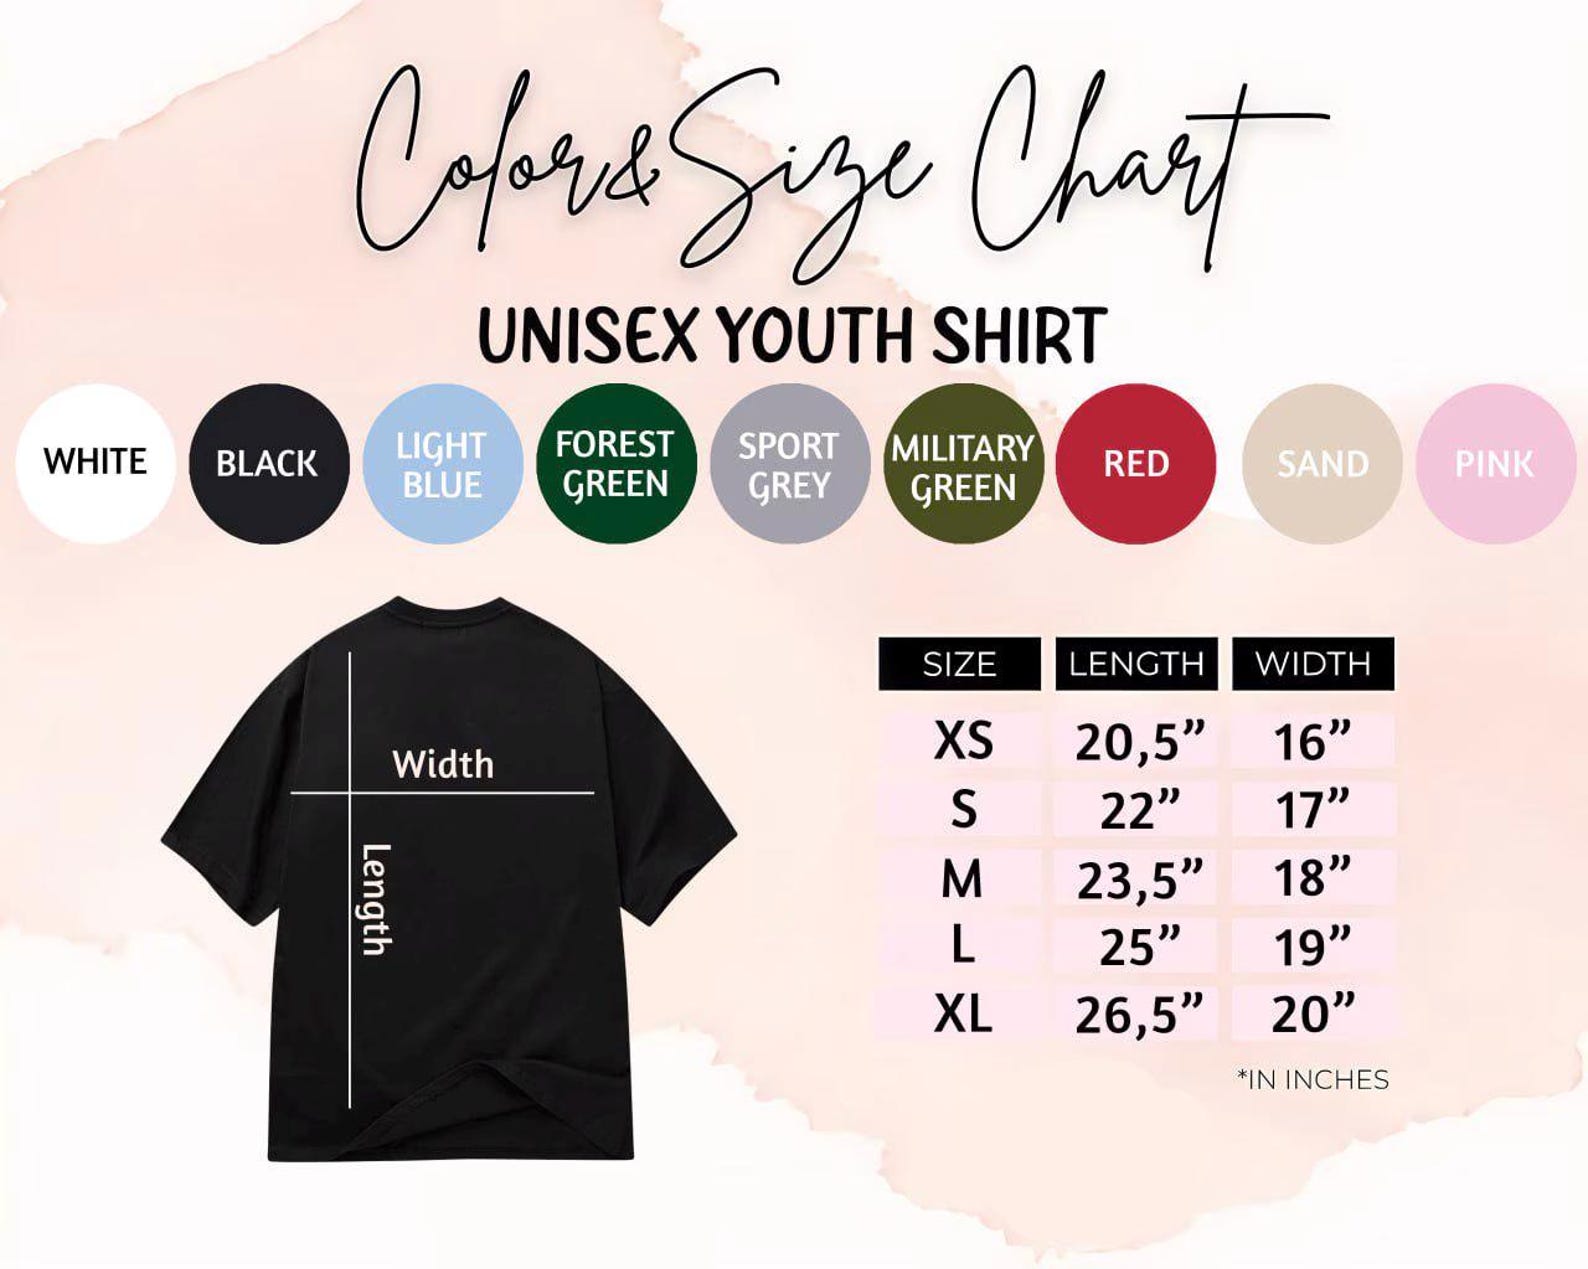 Color&Size Chart
UNISEX YOUTH SHIRT
WHITE
BLACK
LIGHT
BLUE
FOREST
GREEN
SPORT
GREY
MILITARY
GREEN
RED
SAND
PINK
Width
Length
SIZE LENGTH WIDTH
XS 20,5” 16”
S 22” 17”
M 23,5” 18”
L 25” 19”
XL 26,5” 20”
*IN INCHES